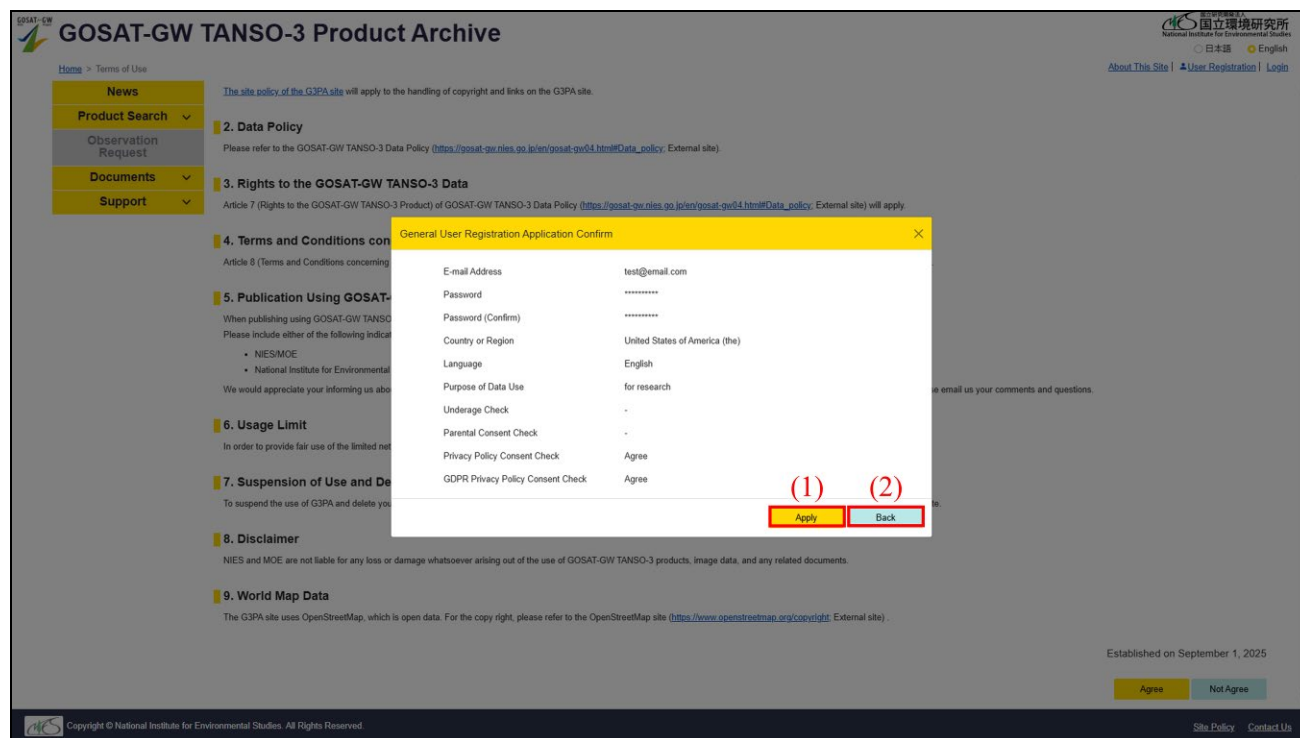 GOSAT-GW
GOSAT-GW TANSO-3 Product Archive
国立研究開発法人
国立環境研究所
National Institute for Environmental Studies
日本語 English
Home > Terms of Use
About This Site | User Registration | Login
News
Product Search
Observation
Request
Documents
Support
The site policy of the G3PA site will apply to the handling of copyright and links on the G3PA site.
2. Data Policy
Please refer to the GOSAT-GW TANSO-3 Data Policy (https://gosat-gw.nies.go.jp/en/gosat-gw04.html#Data_policy; External site).
3. Rights to the GOSAT-GW TANSO-3 Data
Article 7 (Rights to the GOSAT-GW TANSO-3 Product) of GOSAT-GW TANSO-3 Data Policy (https://gosat-gw.nies.go.jp/en/gosat-gw04.html#Data_policy; External site) will apply.
4. Terms and Conditions con
Article 8 (Terms and Conditions concerning
5. Publication Using GOSAT-
When publishing using GOSAT-GW TANSO
Please include either of the following indica
• NIES/MOE
• National Institute for Environmental
We would appreciate your informing us abo
e email us your comments and questions.
6. Usage Limit
In order to provide fair use of the limited net
7. Suspension of Use and De
To suspend the use of G3PA and delete you
te.
8. Disclaimer
NIES and MOE are not liable for any loss or damage whatsoever arising out of the use of GOSAT-GW TANSO-3 products, image data, and any related documents.
9. World Map Data
The G3PA site uses OpenStreetMap, which is open data. For the copy right, please refer to the OpenStreetMap site (https://www.openstreetmap.org/copyright; External site) .
General User Registration Application Confirm
E-mail Address test@email.com
Password **********
Password (Confirm) **********
Country or Region United States of America (the)
Language English
Purpose of Data Use for research
Underage Check -
Parental Consent Check -
Privacy Policy Consent Check Agree
GDPR Privacy Policy Consent Check Agree
(1) (2)
Apply Back
Established on September 1, 2025
Agree Not Agree
Copyright © National Institute for Environmental Studies. All Rights Reserved.
Site Policy Contact Us